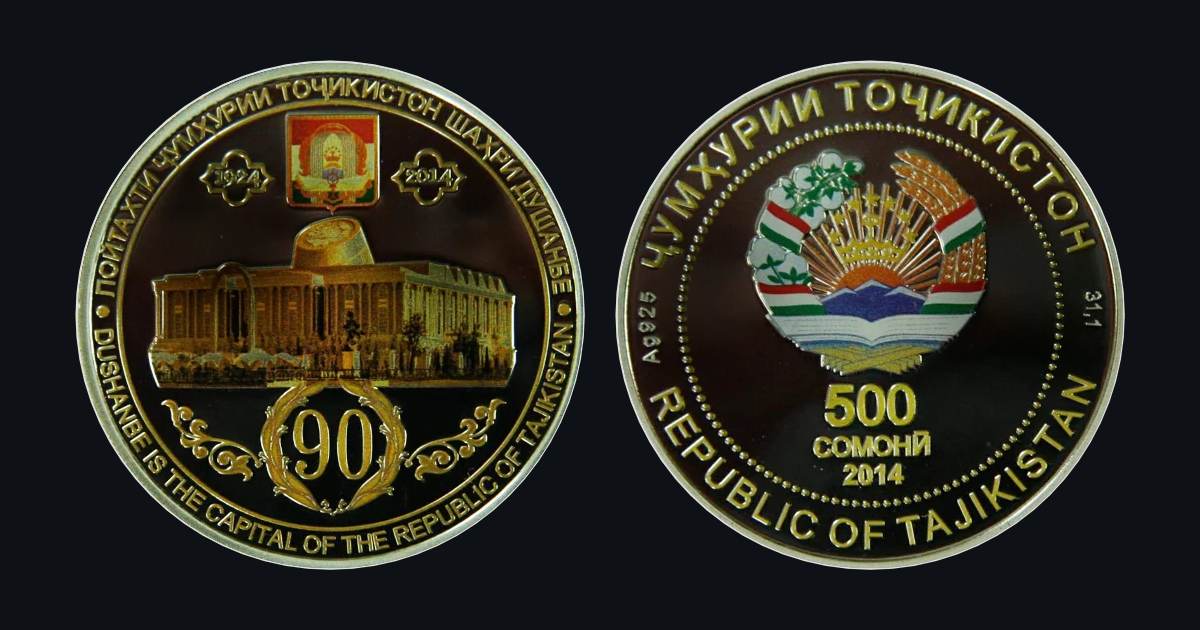 ПОЙТАХТИ ҶУМҲУРИИ ТОҶИКИСТОН ШАҲРИ ДУШАНБЕ
1924
2014
90
• DUSHANBE IS THE CAPITAL OF THE REPUBLIC OF TAJIKISTAN •
ҶУМҲУРИИ ТОҶИКИСТОН
Ag925
31,1
500
СОМОНӢ
2014
REPUBLIC OF TAJIKISTAN